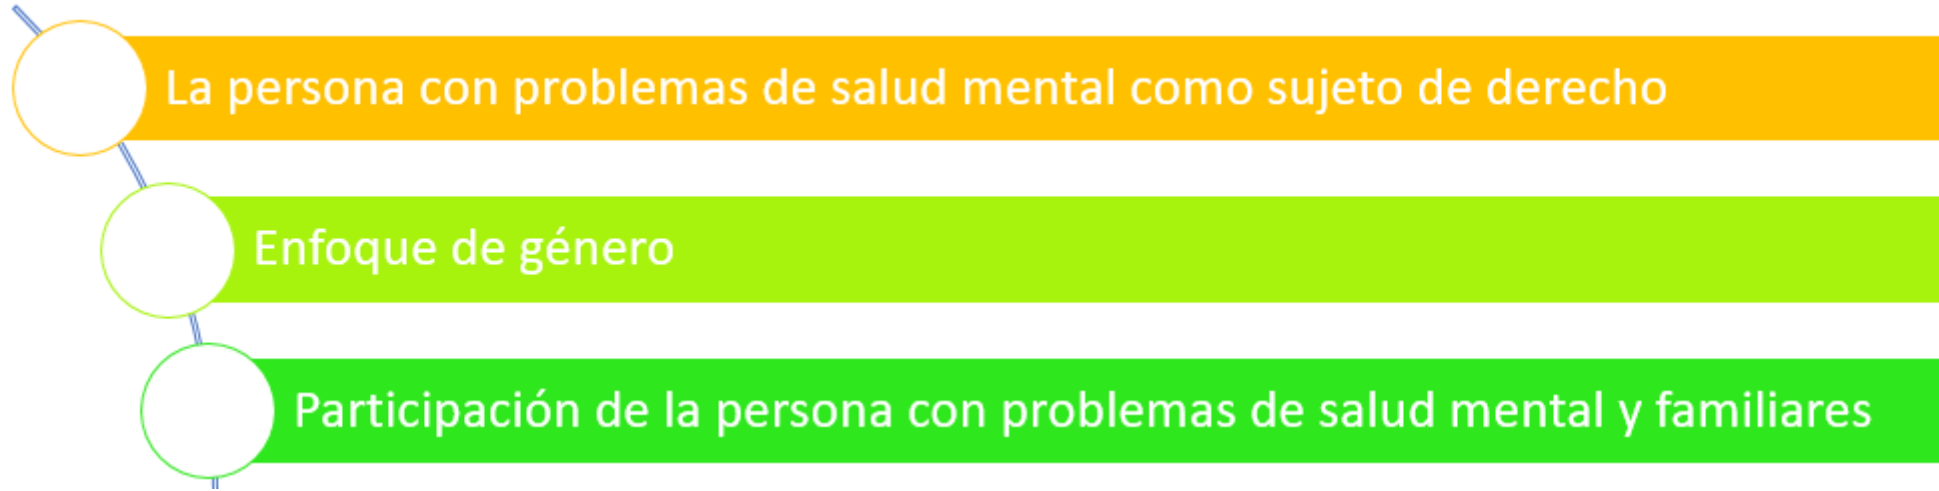 La persona con problemas de salud mental como sujeto de derecho
Enfoque de género
Participación de la persona con problemas de salud mental y familiares